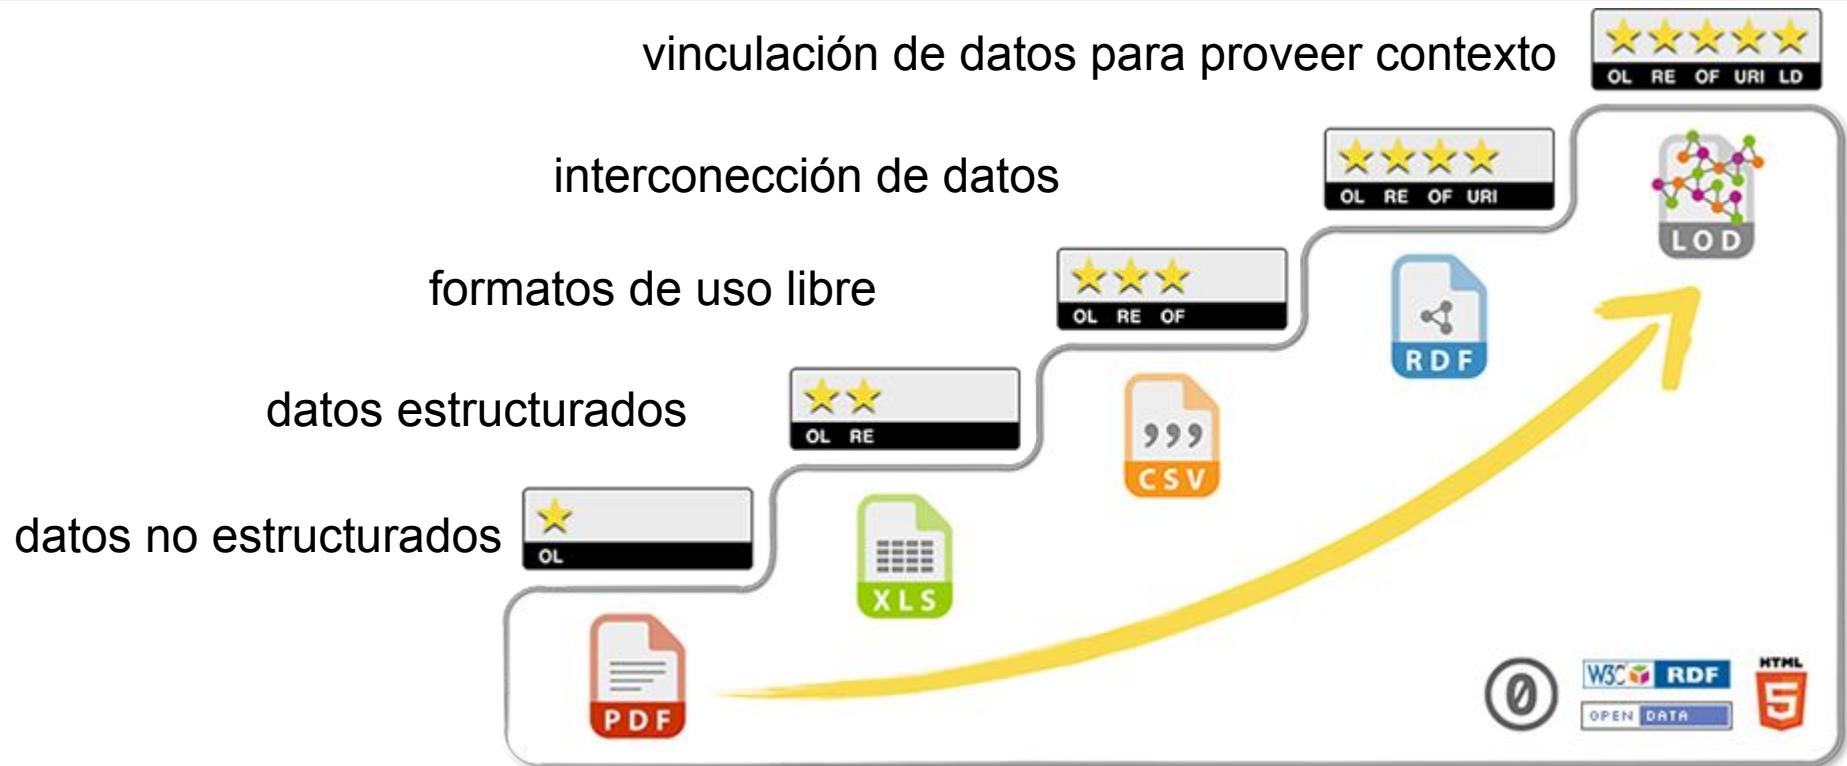 vinculación de datos para proveer contexto
OL RE OF URI LD
interconección de datos
OL RE OF URI
LOD
formatos de uso libre
OL RE OF
RDF
datos estructurados
OL RE
,,,
CSV
datos no estructurados
OL
XLS
PDF
0
W3C RDF
OPEN DATA
HTML
5